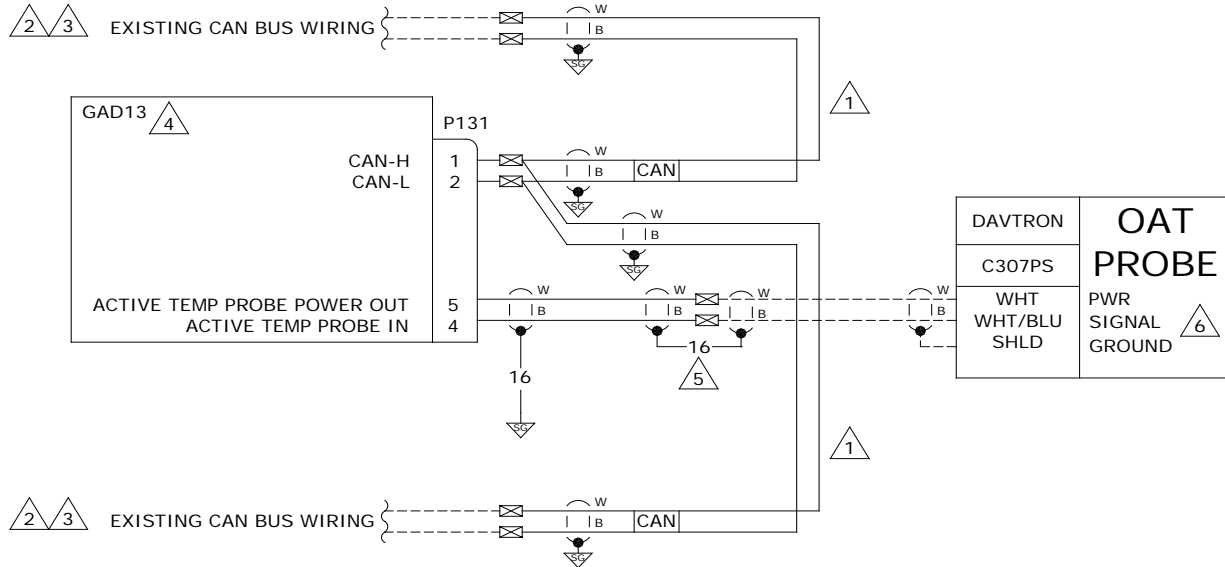 W
2 3 EXISTING CAN BUS WIRING
B
SG
1
GAD13 4
P131
W
CAN-H 1
B CAN
CAN-L 2
SG
W
B
SG
DAVTRON
C307PS
OAT
PROBE
ACTIVE TEMP PROBE POWER OUT 5
W W W W
ACTIVE TEMP PROBE IN 4
B B B B
WHT PWR
WHT/BLU SIGNAL
SHLD GROUND
6
16
5
16
SG
1
W
2 3 EXISTING CAN BUS WIRING
B CAN
SG